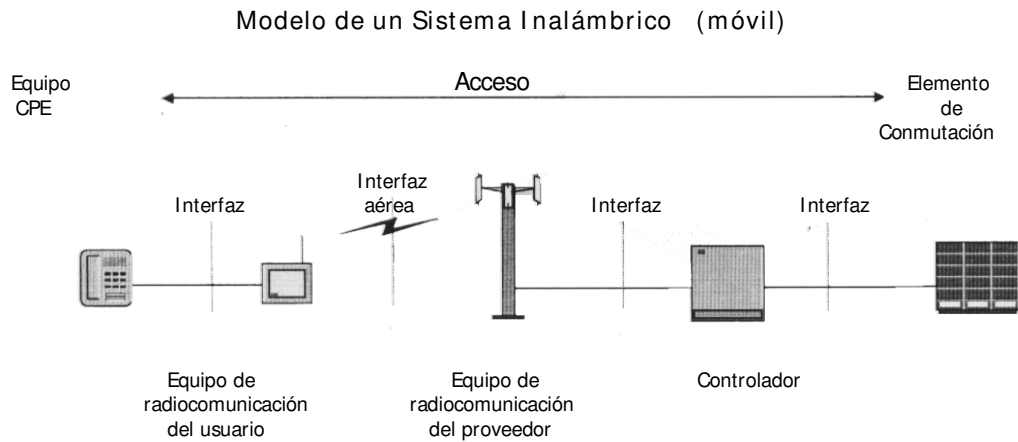 Modelo de un Sistema Inalámbrico (móvil)
Equipo
CPE
Acceso
Elemento
de
Conmutación
Interfaz
Interfaz
aérea
Interfaz
Interfaz
Equipo de
radiocomunicación
del usuario
Equipo de
radiocomunicación
del proveedor
Controlador